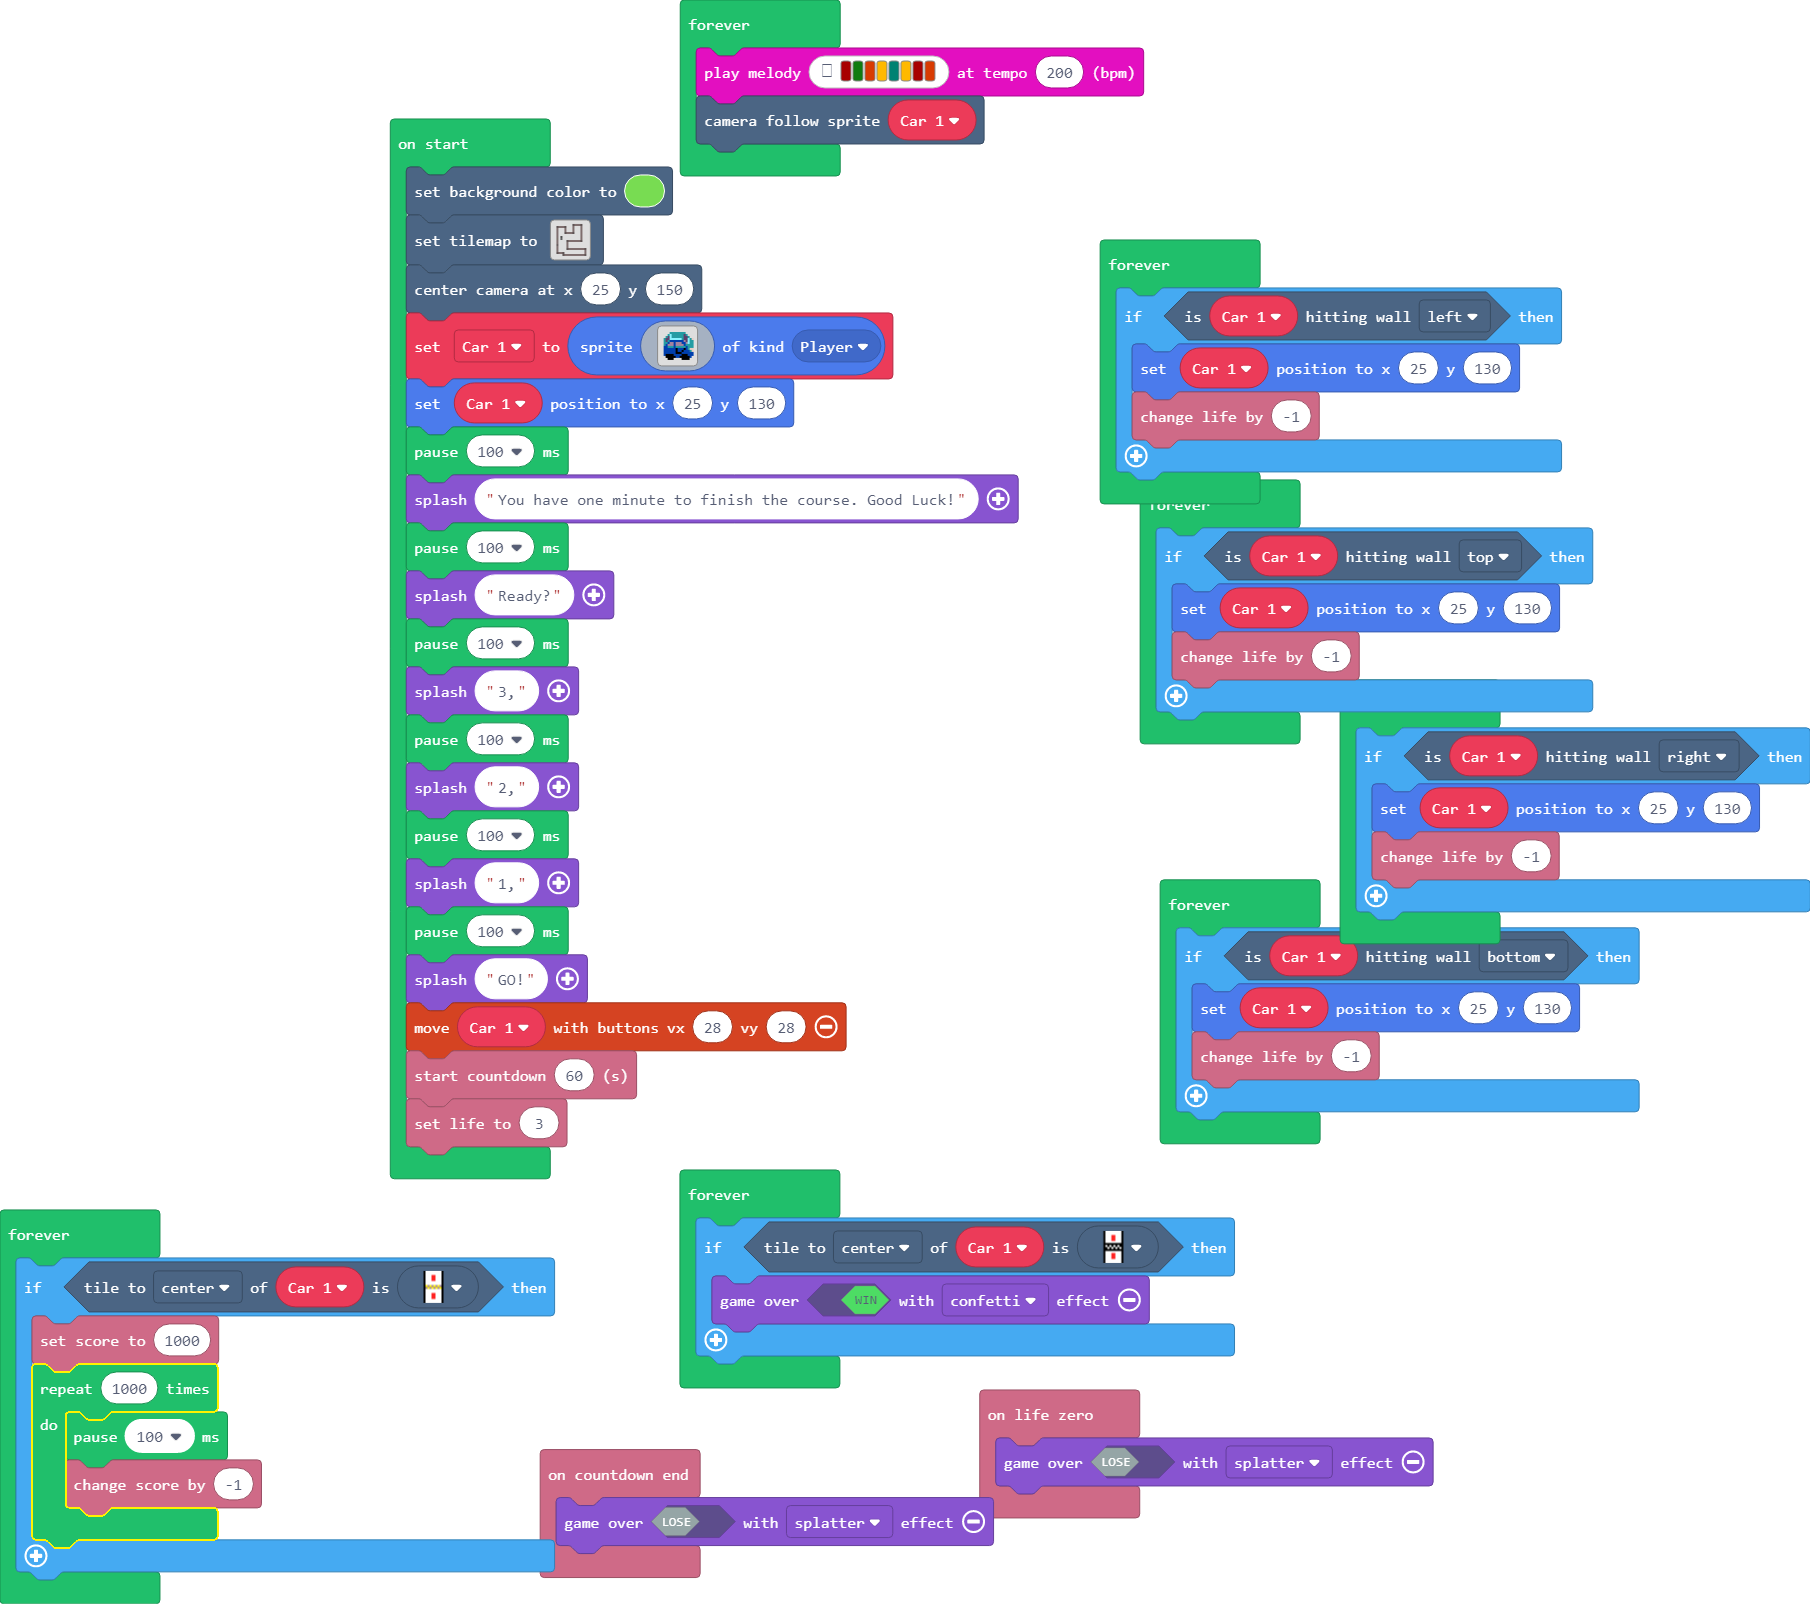 forever
play melody at tempo 200 (bpm)
camera follow sprite Car 1
on start
set background color to
set tilemap to
center camera at x 25 y 150
set Car 1 to sprite of kind Player
set Car 1 position to x 25 y 130
pause 100 ms
splash "You have one minute to finish the course. Good Luck!"
pause 100 ms
splash "Ready?"
pause 100 ms
splash "3,"
pause 100 ms
splash "2,"
pause 100 ms
splash "1,"
pause 100 ms
splash "GO!"
move Car 1 with buttons vx 28 vy 28
start countdown 60 (s)
set life to 3
forever
if is Car 1 hitting wall left then
set Car 1 position to x 25 y 130
change life by -1
forever
if is Car 1 hitting wall top then
set Car 1 position to x 25 y 130
change life by -1
if is Car 1 hitting wall right then
set Car 1 position to x 25 y 130
change life by -1
forever
if is Car 1 hitting wall bottom then
set Car 1 position to x 25 y 130
change life by -1
forever
if tile to center of Car 1 is then
game over WIN with confetti effect
forever
if tile to center of Car 1 is then
set score to 1000
repeat 1000 times
do
pause 100 ms
change score by -1
on life zero
game over LOSE with splatter effect
on countdown end
game over LOSE with splatter effect